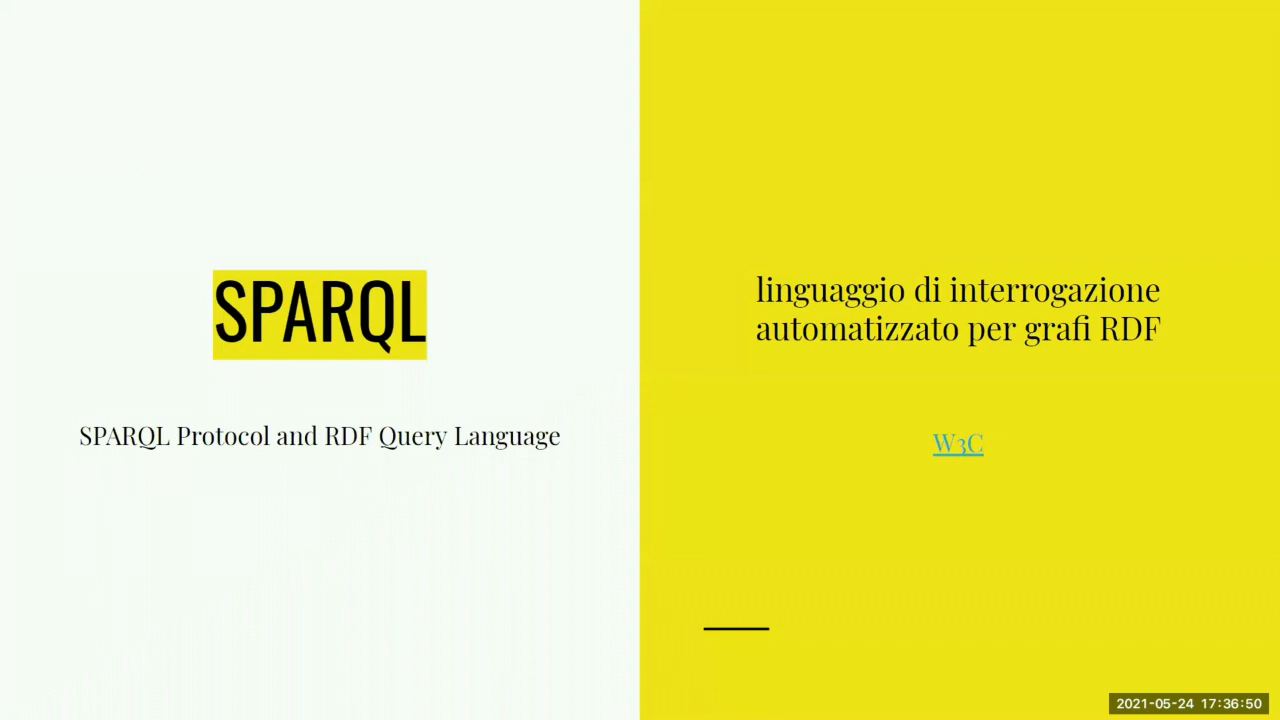 SPARQL
SPARQL Protocol and RDF Query Language
linguaggio di interrogazione
automatizzato per grafi RDF
W3C
2021-05-24 17:36:50